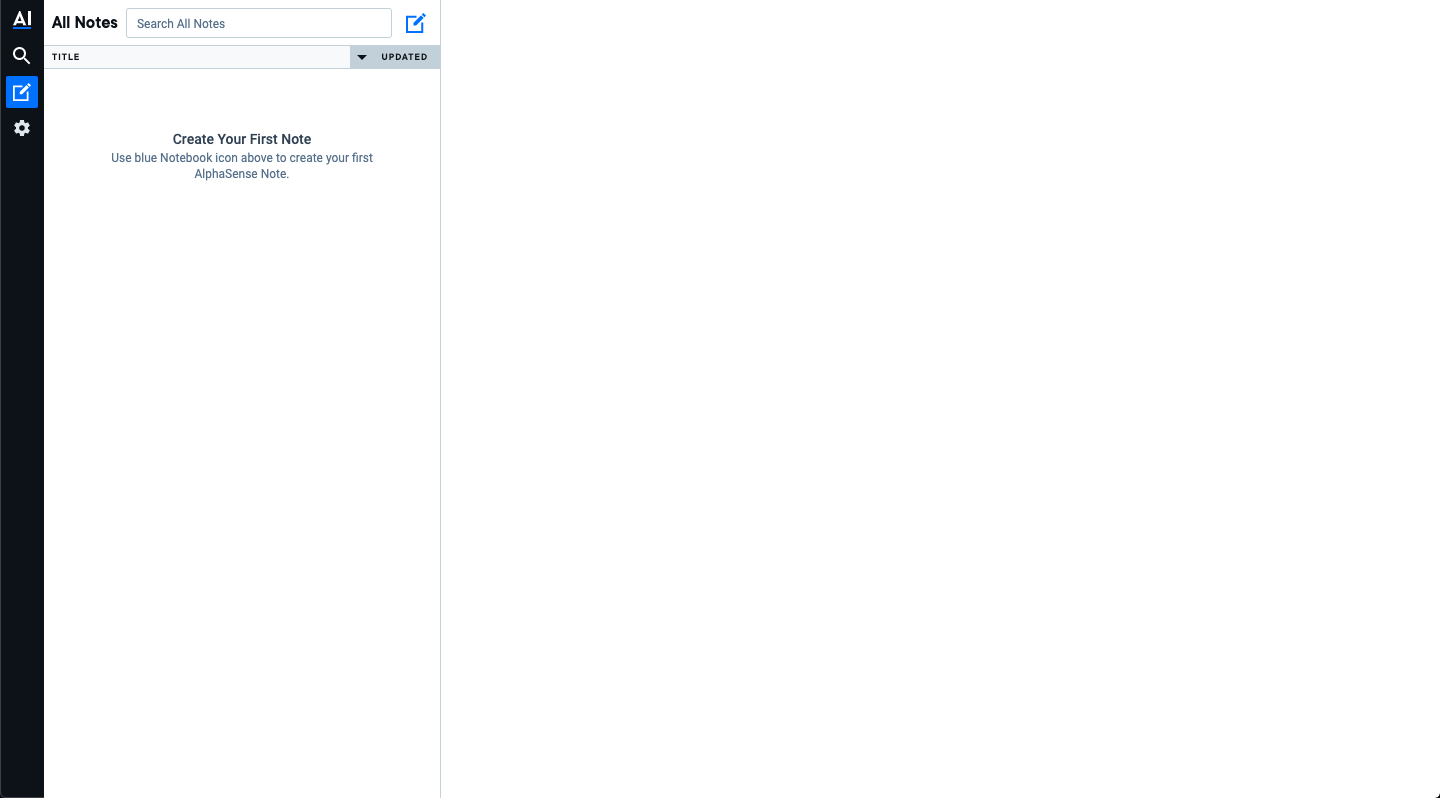 AI
All Notes
Search All Notes
TITLE
UPDATED
Create Your First Note
Use blue Notebook icon above to create your first
AlphaSense Note.